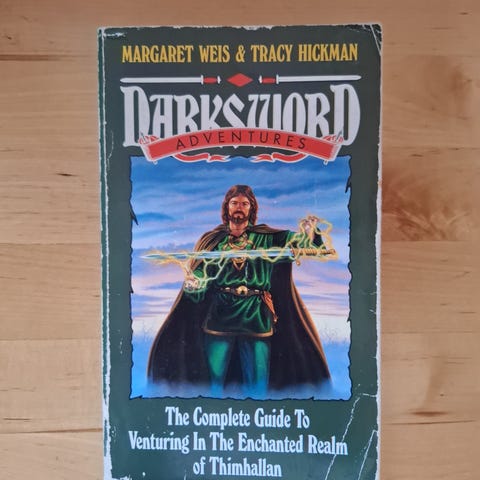 MARGARET WEIS & TRACY HICKMAN
DARKSWORD
ADVENTURES
The Complete Guide To
Venturing In The Enchanted Realm
of Thimhallan